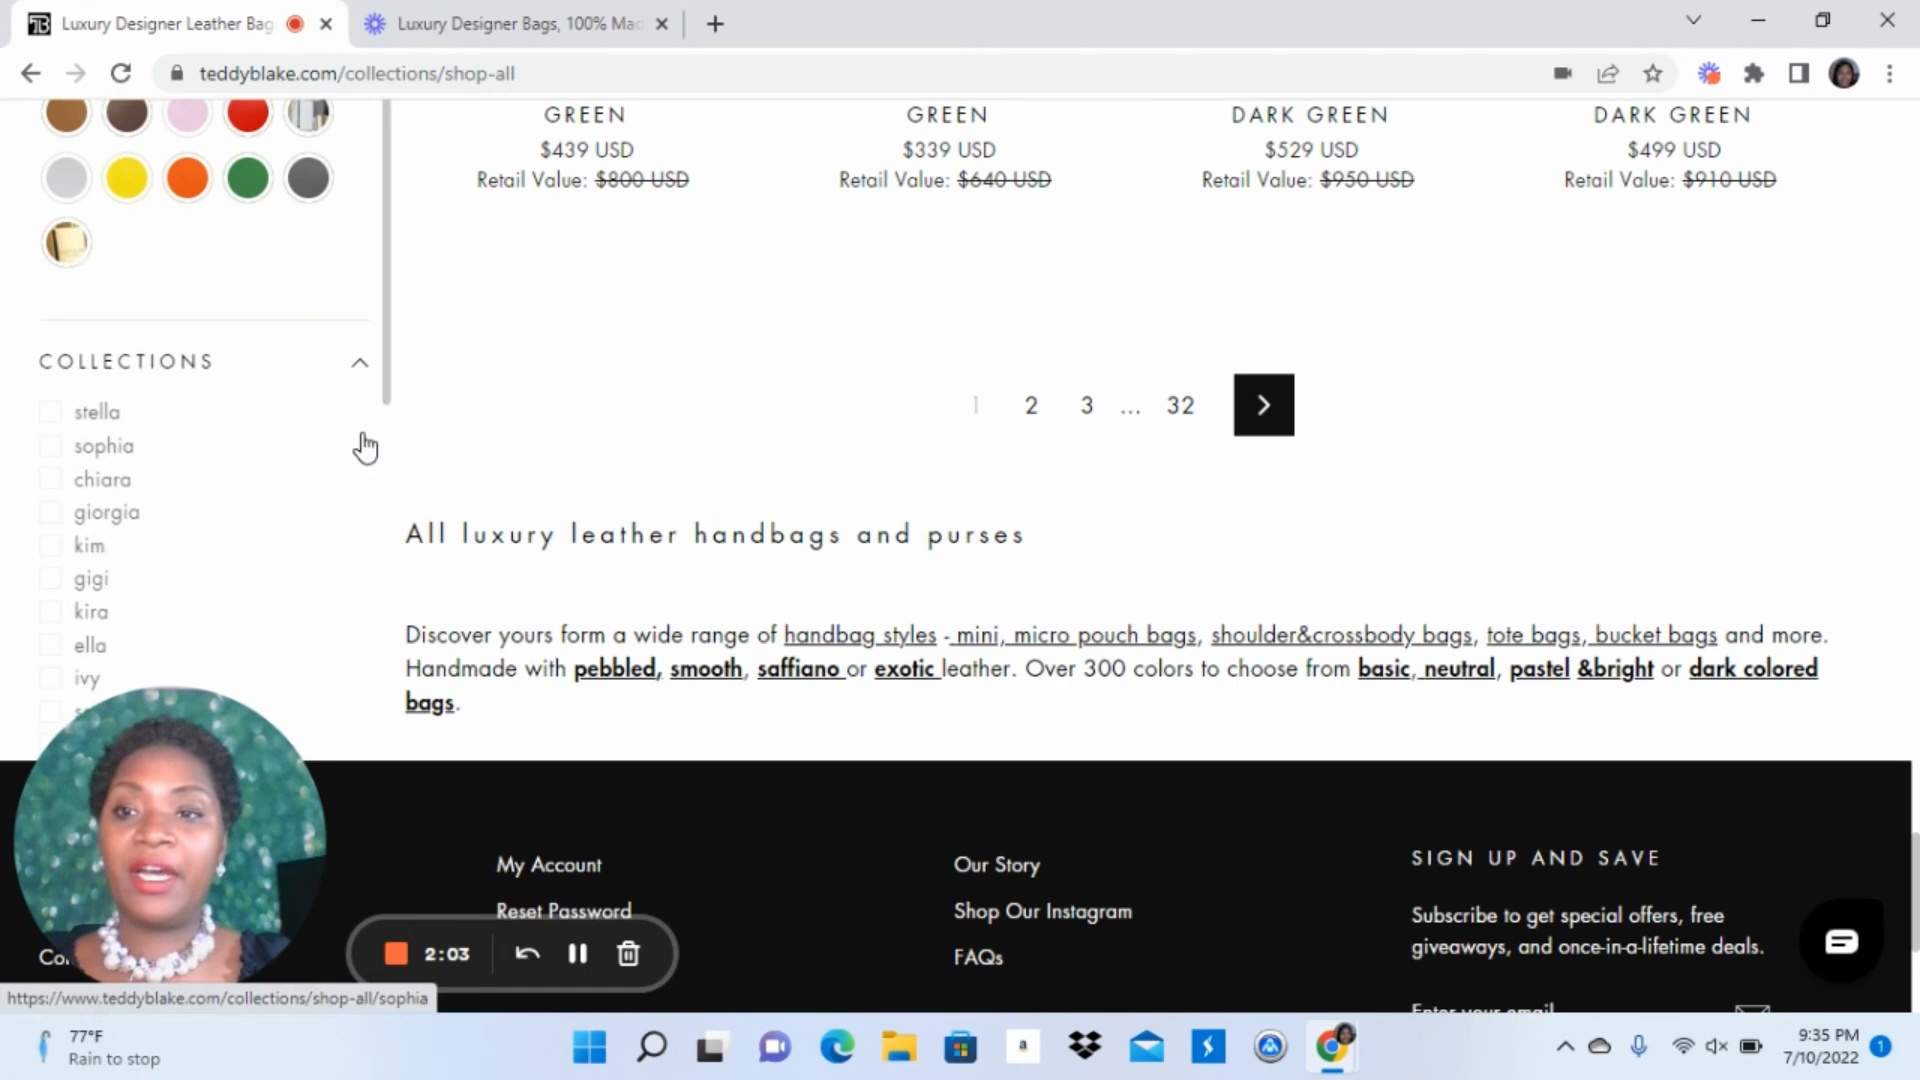 Luxury Designer Leather Bag
Luxury Designer Bags, 100% Mad
teddyblake.com/collections/shop-all
GREEN
GREEN
DARK GREEN
DARK GREEN
$439 USD
$339 USD
$529 USD
$499 USD
Retail Value: $800 USD
Retail Value: $640 USD
Retail Value: $950 USD
Retail Value: $910 USD
COLLECTIONS
stella
sophia
chiara
giorgia
kim
gigi
kira
ella
ivy
1 2 3 ... 32
All luxury leather handbags and purses
Discover yours form a wide range of handbag styles - mini, micro pouch bags, shoulder&crossbody bags, tote bags, bucket bags and more.
Handmade with pebbled, smooth, saffiano or exotic leather. Over 300 colors to choose from basic, neutral, pastel &bright or dark colored
bags.
My Account
Reset Password
Our Story
Shop Our Instagram
FAQs
SIGN UP AND SAVE
Subscribe to get special offers, free
giveaways, and once-in-a-lifetime deals.
Enter your email
2:03
https://www.teddyblake.com/collections/shop-all/sophia
77°F
Rain to stop
a
9:35 PM
7/10/2022
1